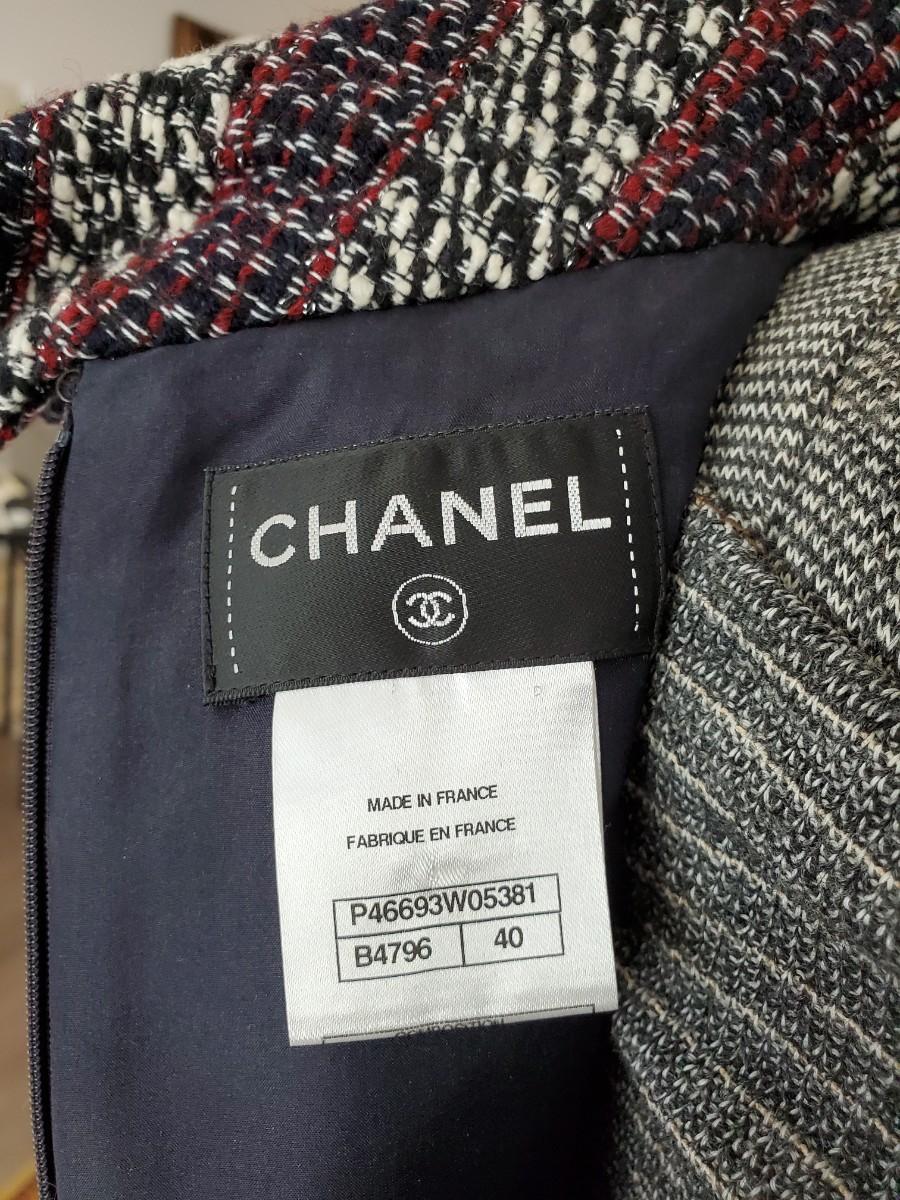 CHANEL
MADE IN FRANCE
FABRIQUE EN FRANCE
P46693W05381
B4796 40